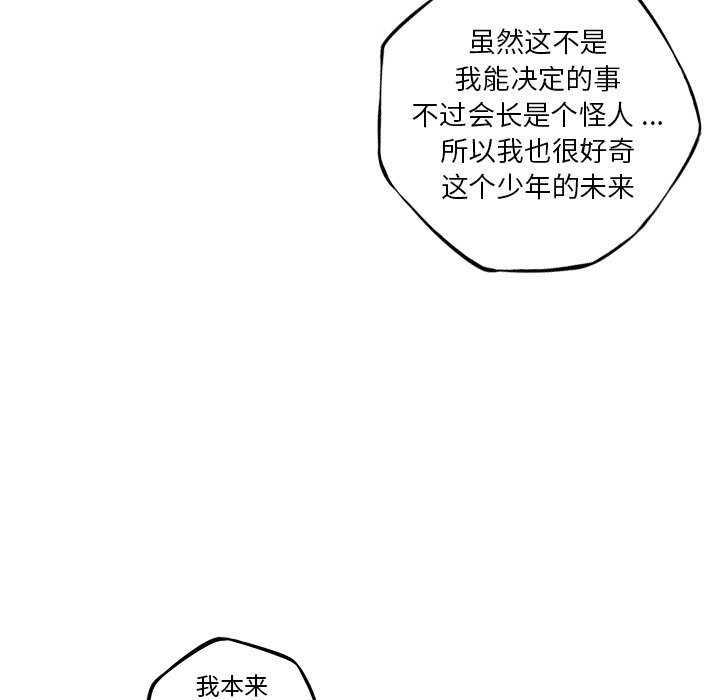 虽然这不是
我能决定的事
不过会长是个怪人...
所以我也很好奇
这个少年的未来
我本来